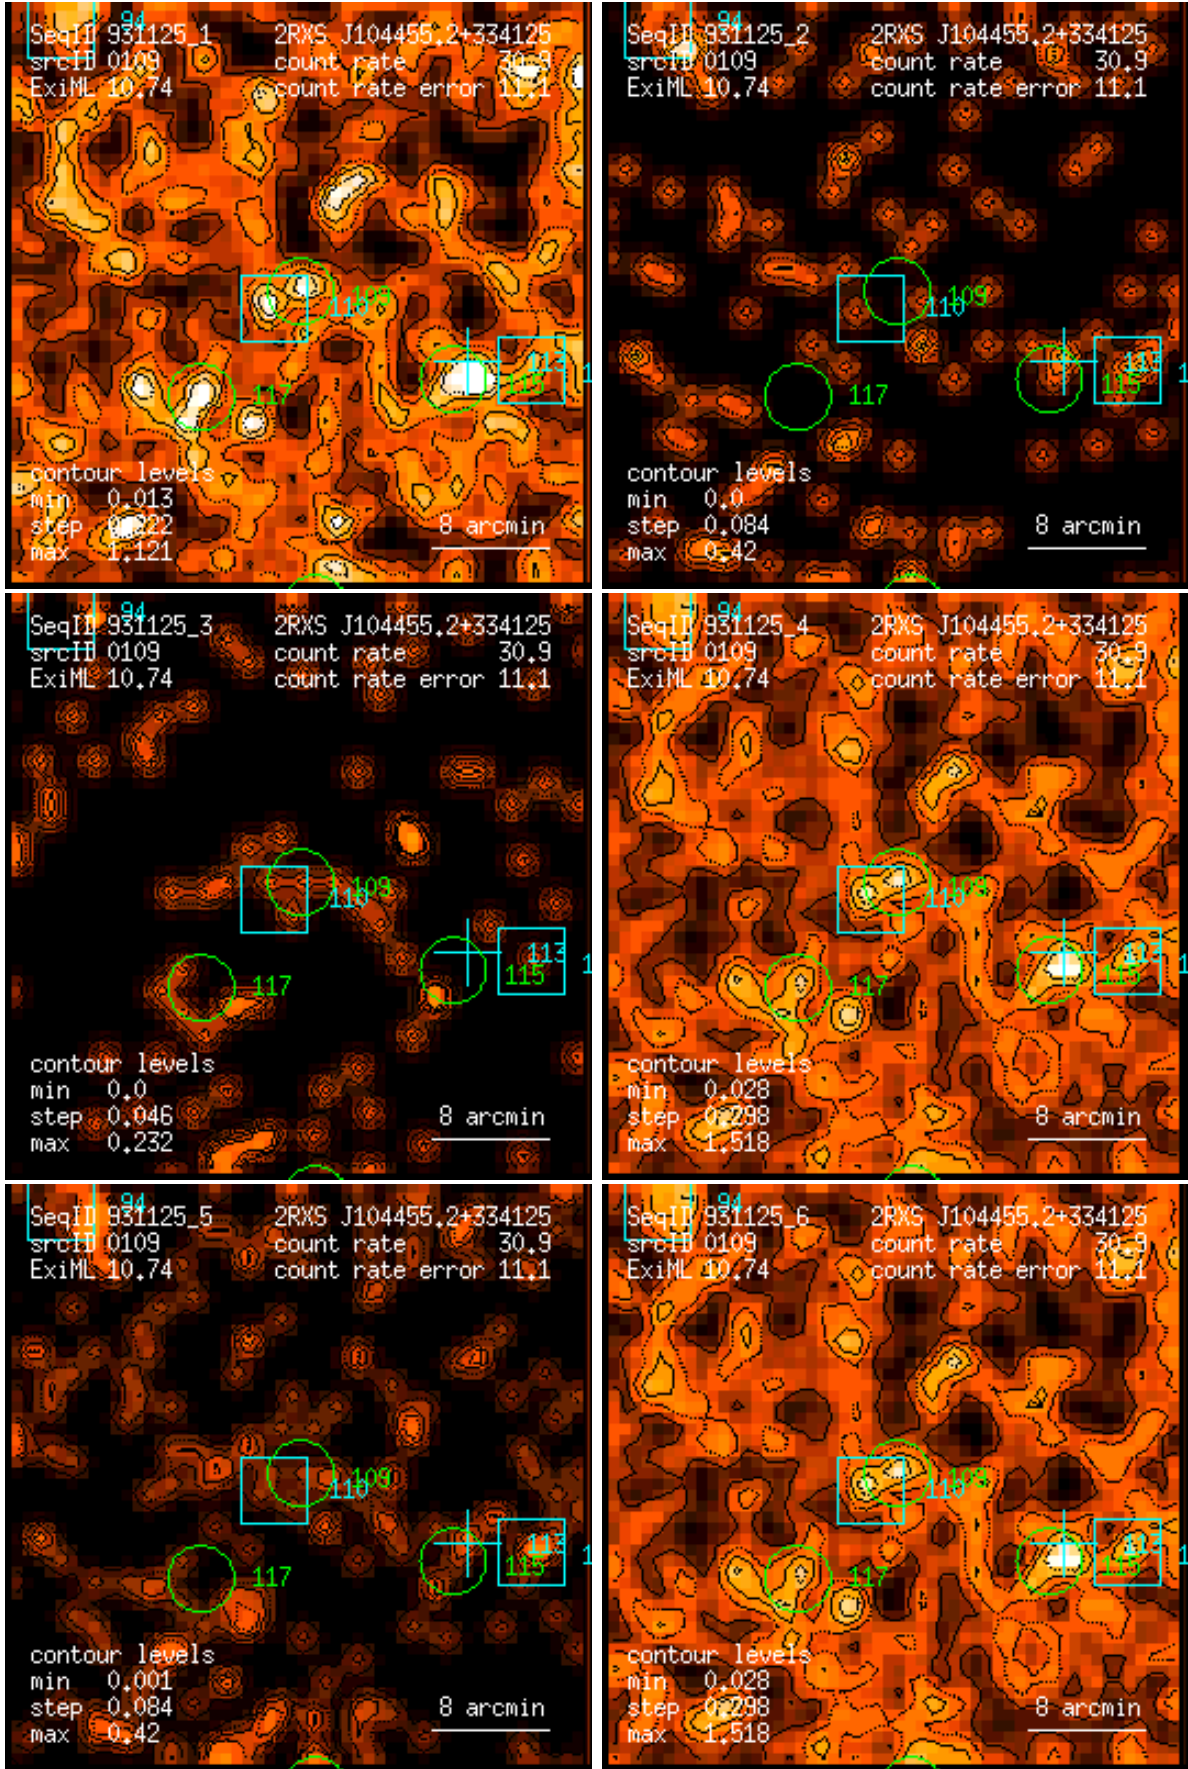 94
SeqID 931125_1 2RXS J104455.2+334125
srcID 0109 count rate 30.9
ExiML 10.74 count rate error 11.1
109
110
113
115
117
contour levels
min 0.013
step 0.222
max 1.121
8 arcmin
94
SeqID 931125_2 2RXS J104455.2+334125
srcID 0109 count rate 30.9
ExiML 10.74 count rate error 11.1
109
110
113
115
117
contour levels
min 0.0
step 0.084
max 0.42
8 arcmin
94
SeqID 931125_3 2RXS J104455.2+334125
srcID 0109 count rate 30.9
ExiML 10.74 count rate error 11.1
109
110
113
115
117
contour levels
min 0.0
step 0.046
max 0.232
8 arcmin
94
SeqID 931125_4 2RXS J104455.2+334125
srcID 0109 count rate 30.9
ExiML 10.74 count rate error 11.1
109
110
113
115
117
contour levels
min 0.028
step 0.298
max 1.518
8 arcmin
94
SeqID 931125_5 2RXS J104455.2+334125
srcID 0109 count rate 30.9
ExiML 10.74 count rate error 11.1
109
110
113
115
117
contour levels
min 0.001
step 0.084
max 0.42
8 arcmin
94
SeqID 931125_6 2RXS J104455.2+334125
srcID 0109 count rate 30.9
ExiML 10.74 count rate error 11.1
109
110
113
115
117
contour levels
min 0.028
step 0.298
max 1.518
8 arcmin